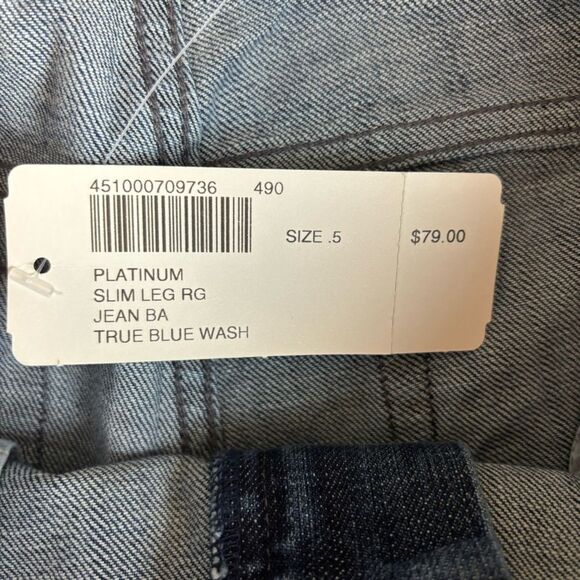 451000709736 490
SIZE .5 $79.00
PLATINUM
SLIM LEG RG
JEAN BA
TRUE BLUE WASH